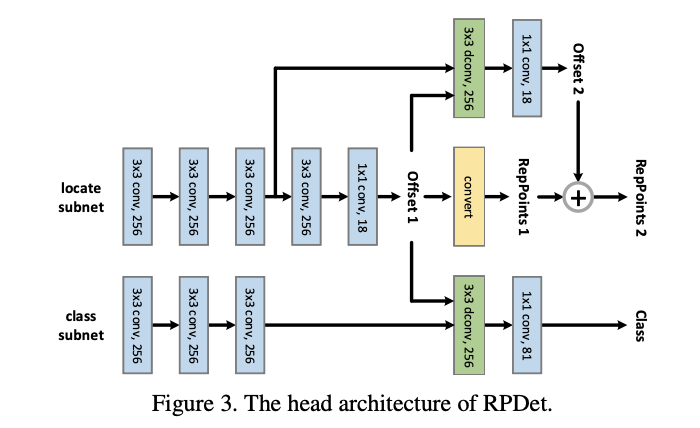 3x3 dconv, 256
1x1 conv, 18
Offset 2
locate
subnet
3x3 conv, 256
3x3 conv, 256
3x3 conv, 256
3x3 conv, 256
1x1 conv, 18
Offset 1
convert
RepPoints 1
+
RepPoints 2
class
subnet
3x3 conv, 256
3x3 conv, 256
3x3 conv, 256
3x3 dconv, 256
1x1 conv, 81
Class
Figure 3. The head architecture of RPDet.